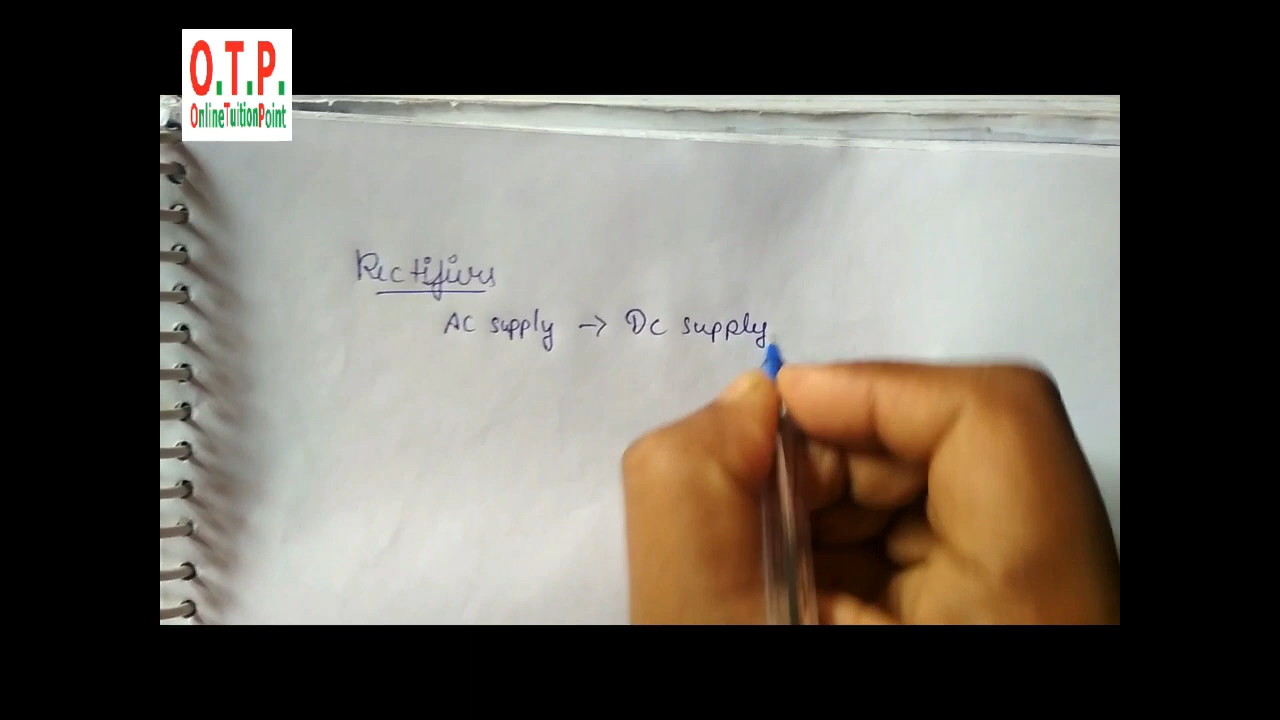 O.T.P.
OnlineTuitionPoint
Rectifiers
AC supply → DC supply